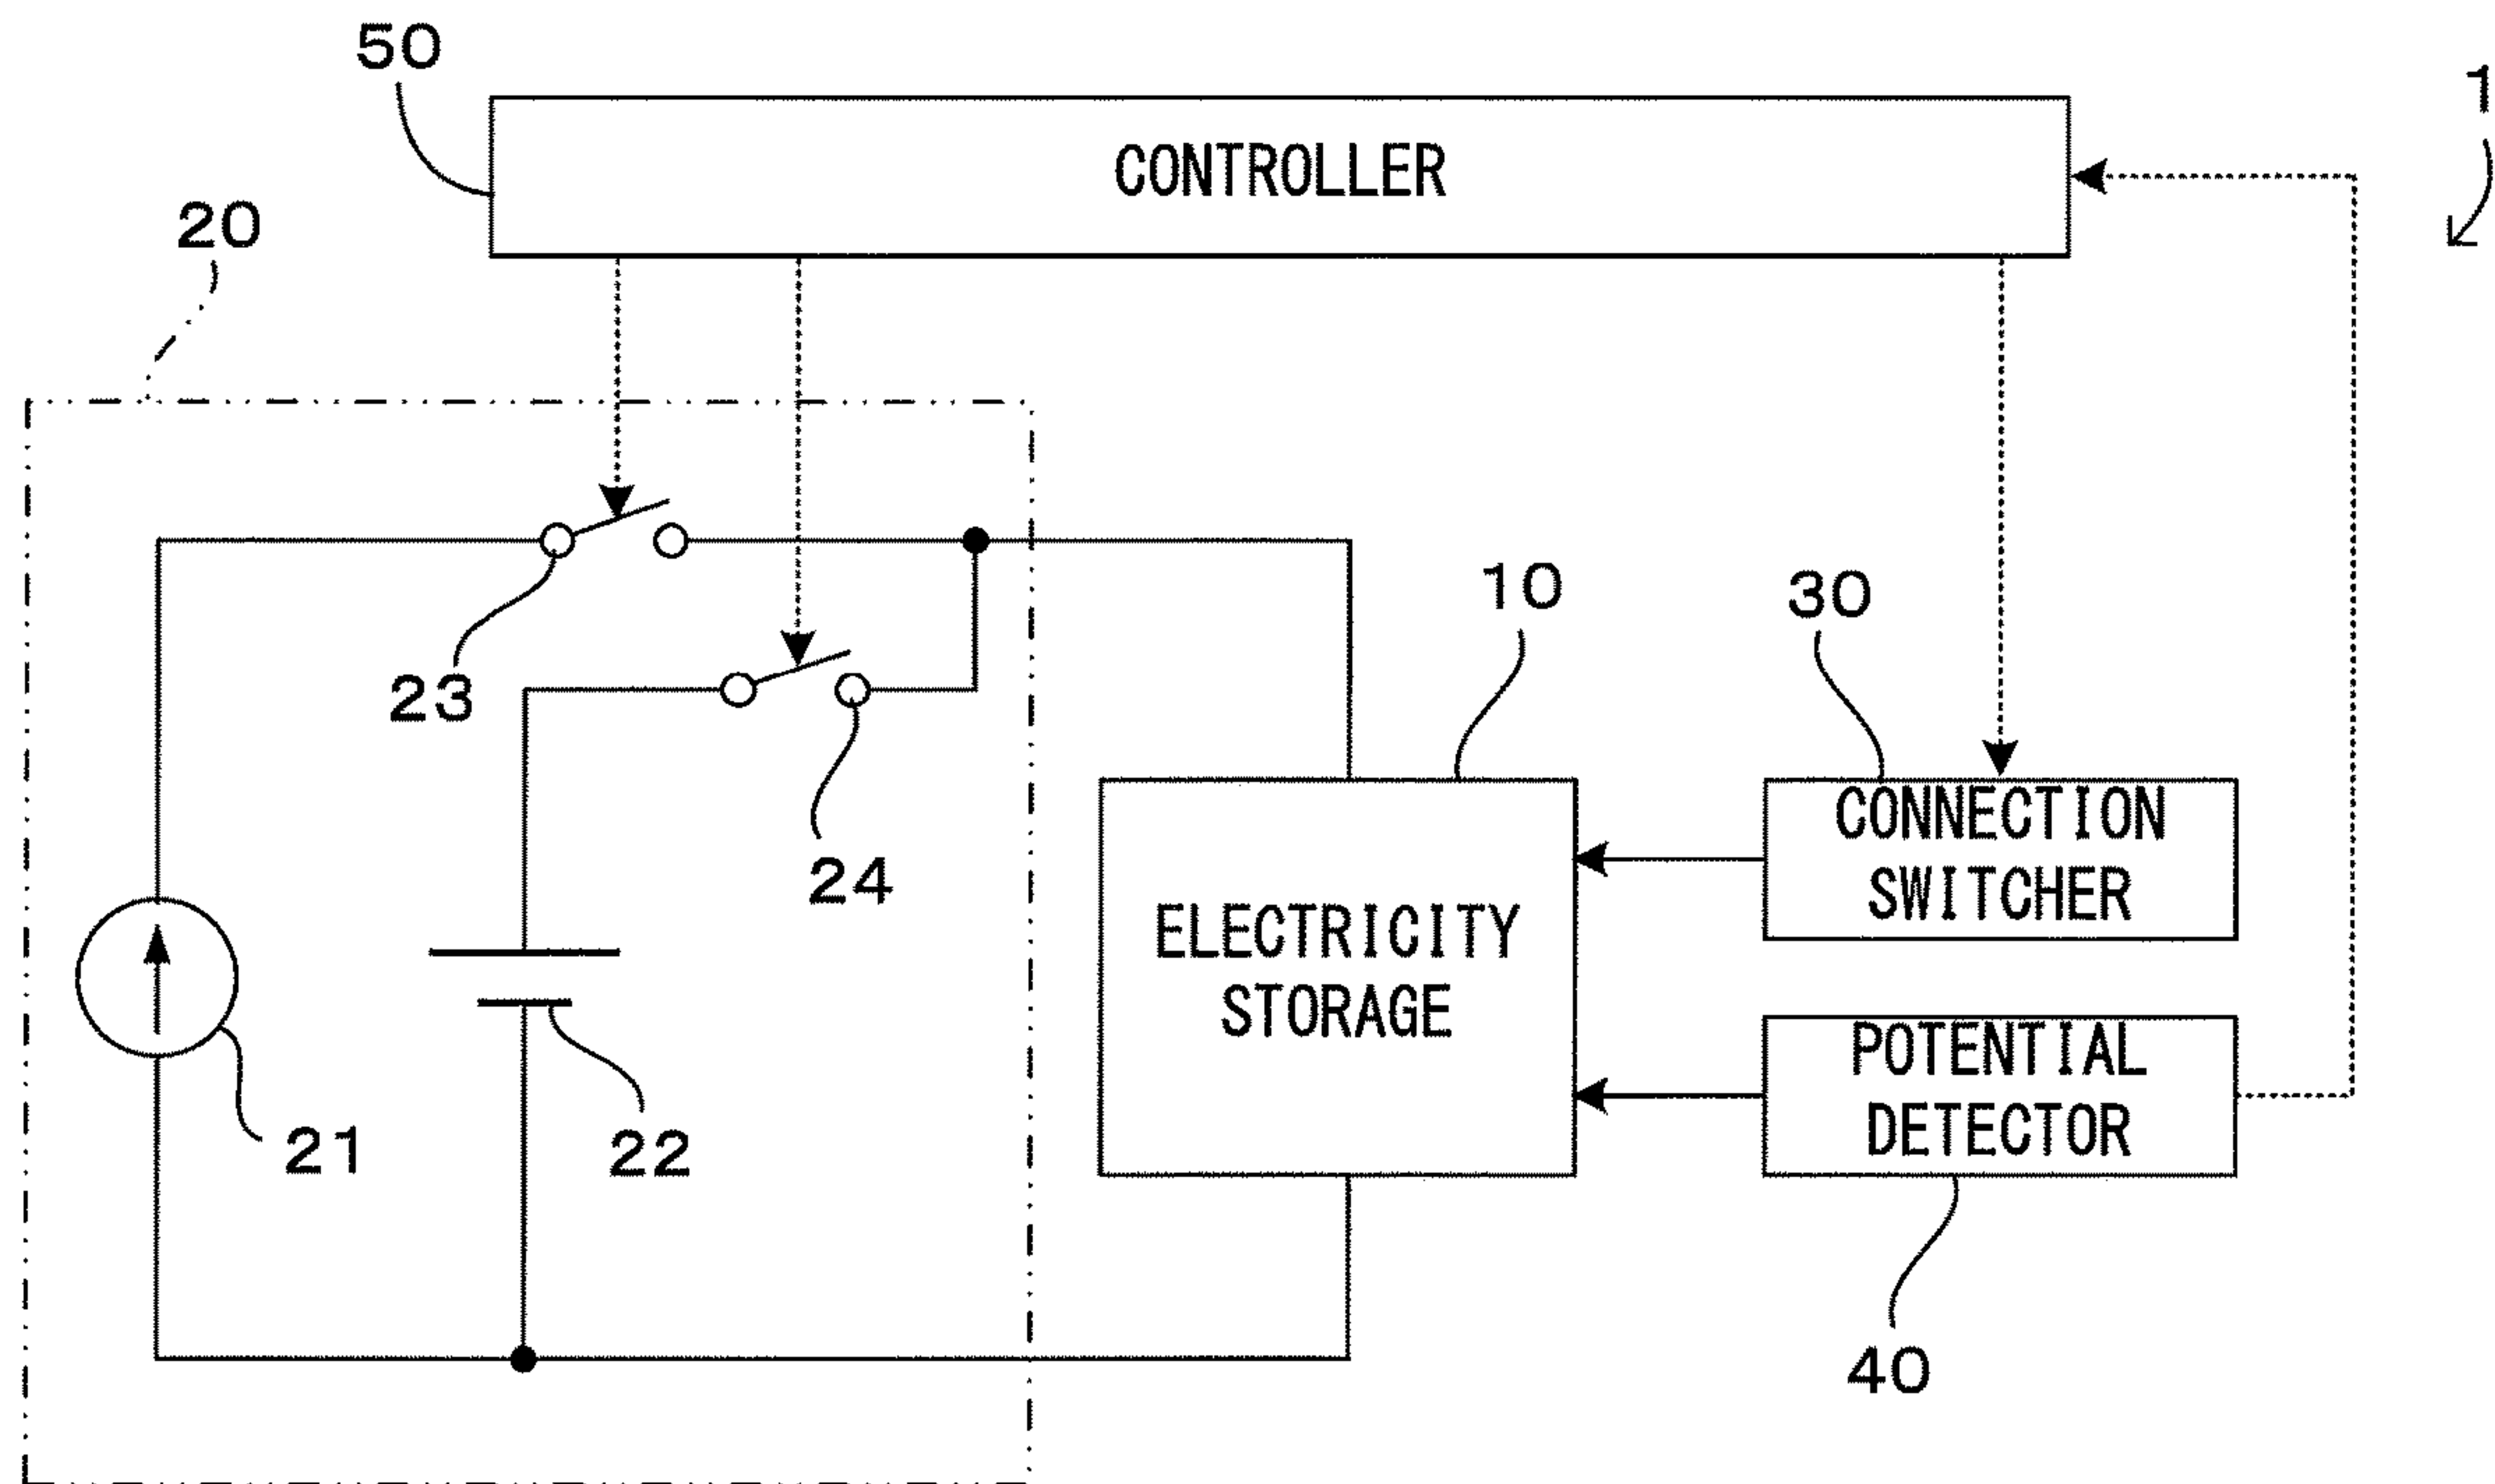 50
1
CONTROLLER
20
10
30
23
CONNECTION
SWITCHER
24
ELECTRICITY
STORAGE
POTENTIAL
DETECTOR
21
22
40